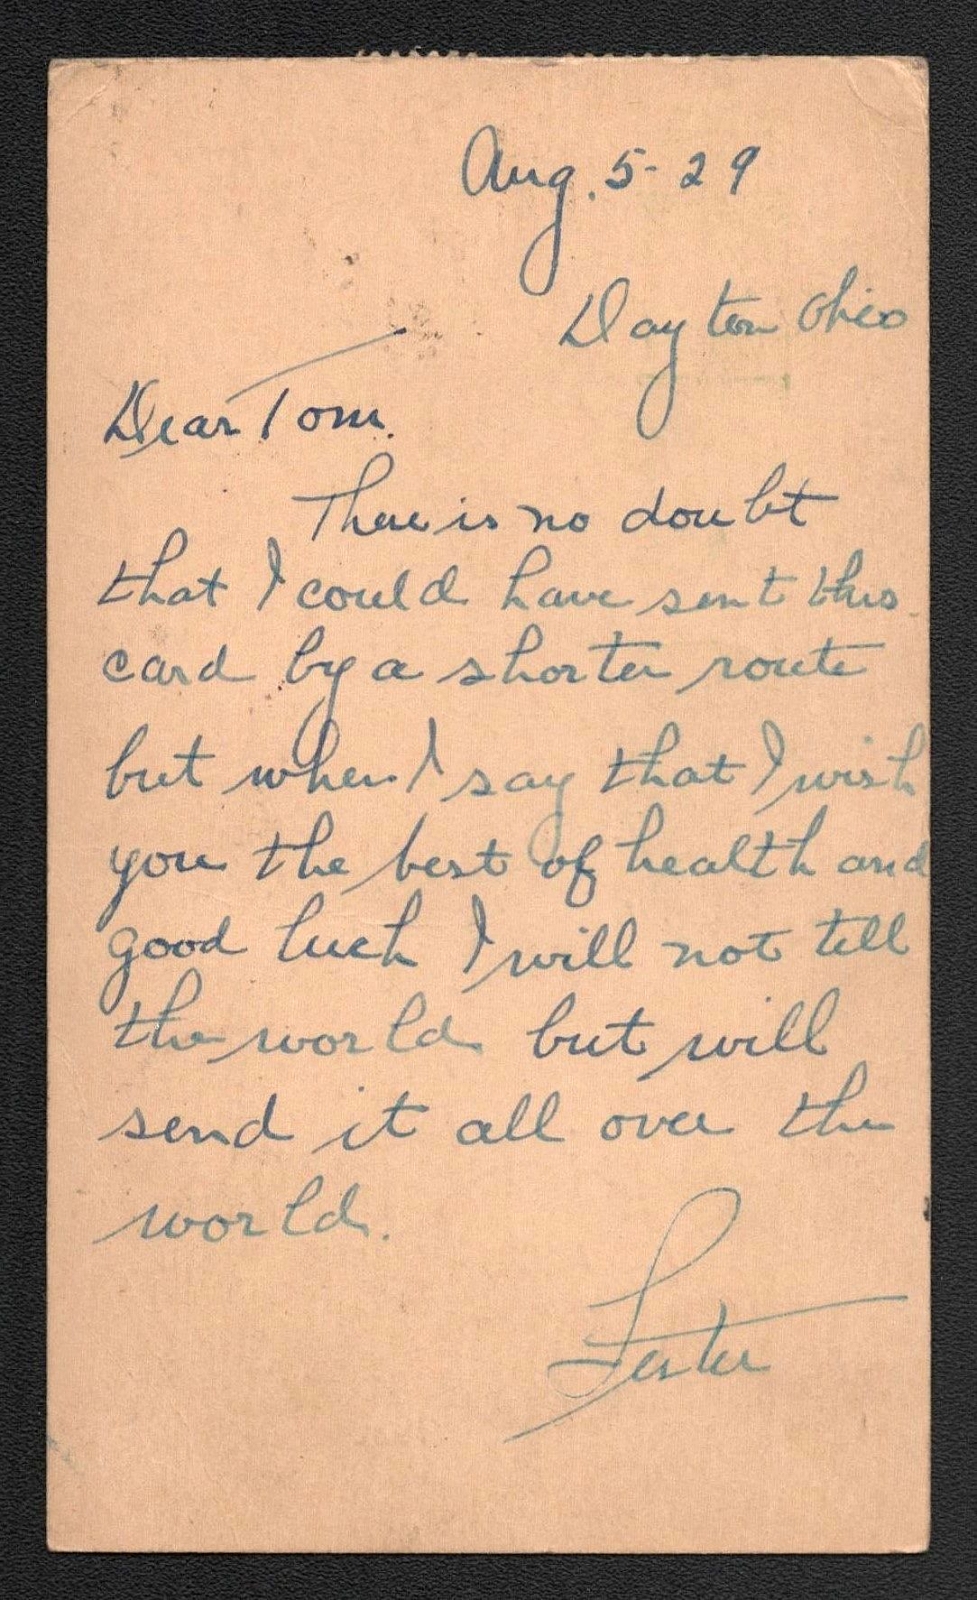 Aug. 5-29
Dayton Ohio
Dear Tom.
There is no doubt
that I could have sent this
card by a shorter route
but when I say that I wish
you the best of health and
good luck I will not tell
the world but will
send it all over the
world.
Lester